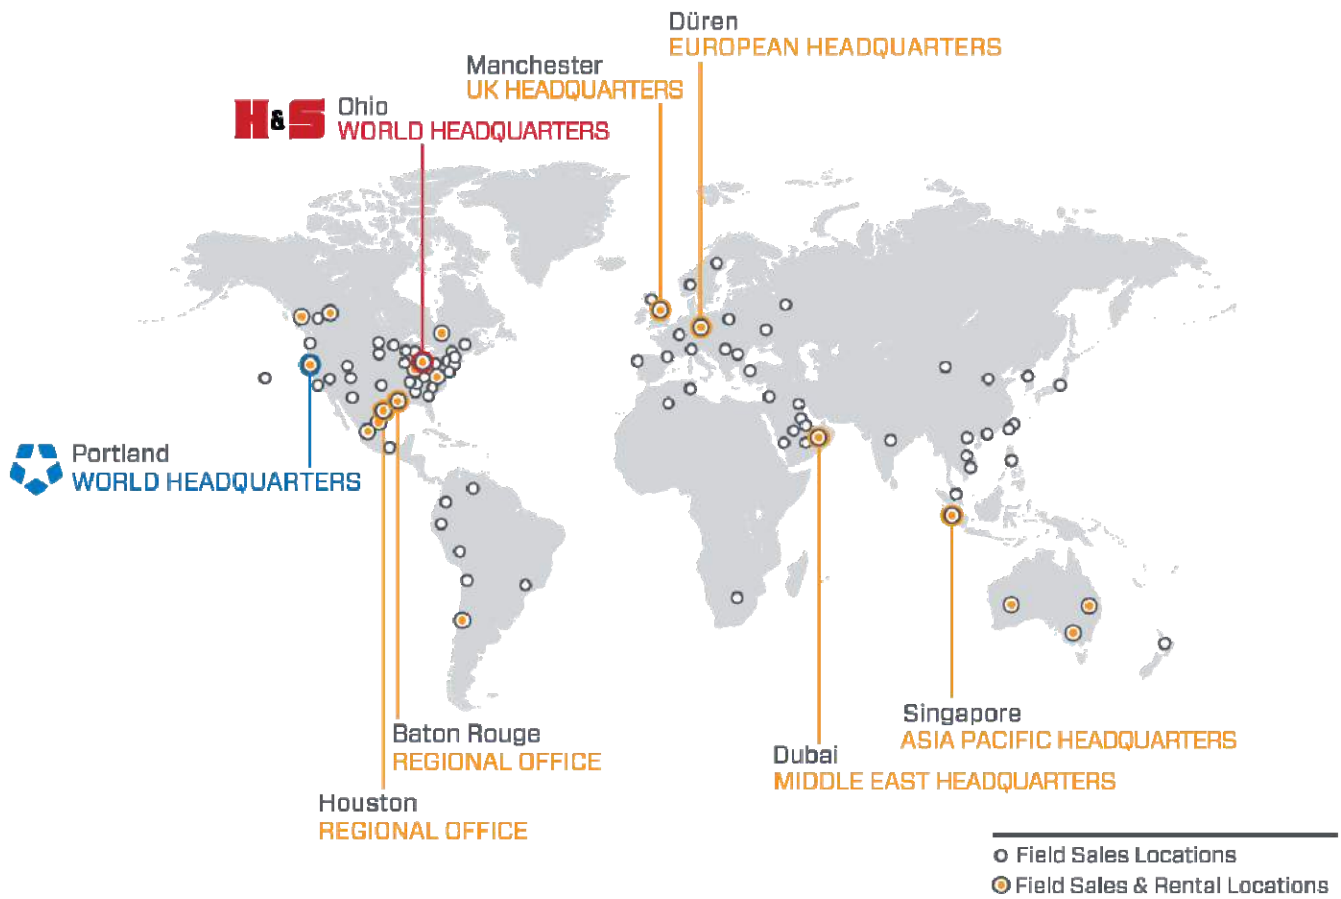 Düren
EUROPEAN HEADQUARTERS
Manchester
UK HEADQUARTERS
H&S
Ohio
WORLD HEADQUARTERS
Portland
WORLD HEADQUARTERS
Baton Rouge
REGIONAL OFFICE
Houston
REGIONAL OFFICE
Singapore
ASIA PACIFIC HEADQUARTERS
Dubai
MIDDLE EAST HEADQUARTERS
Field Sales Locations
Field Sales & Rental Locations